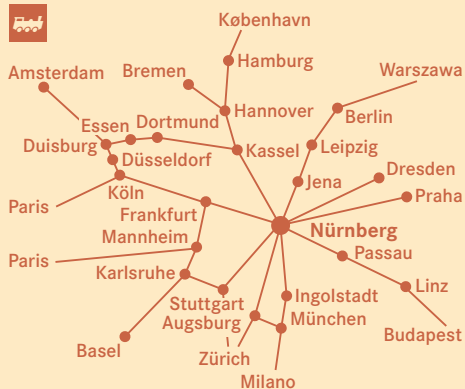 København
Hamburg
Amsterdam
Bremen
Warszawa
Hannover
Berlin
Essen
Dortmund
Duisburg
Kassel
Leipzig
Düsseldorf
Dresden
Jena
Köln
Praha
Paris
Frankfurt
Nürnberg
Mannheim
Passau
Paris
Karlsruhe
Linz
Stuttgart
Ingolstadt
Augsburg
München
Budapest
Basel
Zürich
Milano